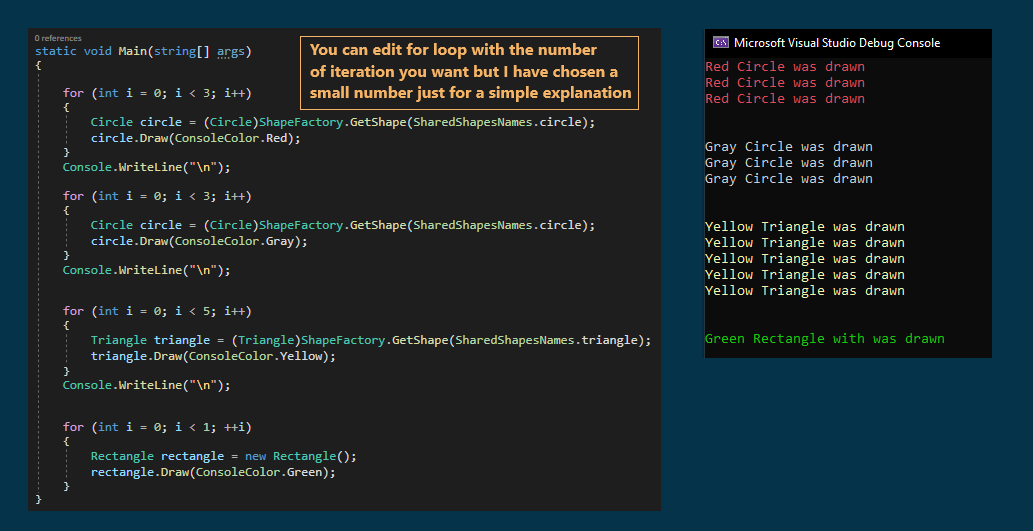 0 references
static void Main(string[] args)
{
for (int i = 0; i < 3; i++)
{
Circle circle = (Circle)ShapeFactory.GetShape(SharedShapesNames.circle);
circle.Draw(ConsoleColor.Red);
}
Console.WriteLine("\n");
for (int i = 0; i < 3; i++)
{
Circle circle = (Circle)ShapeFactory.GetShape(SharedShapesNames.circle);
circle.Draw(ConsoleColor.Gray);
}
Console.WriteLine("\n");
for (int i = 0; i < 5; i++)
{
Triangle triangle = (Triangle)ShapeFactory.GetShape(SharedShapesNames.triangle);
triangle.Draw(ConsoleColor.Yellow);
}
Console.WriteLine("\n");
for (int i = 0; i < 1; ++i)
{
Rectangle rectangle = new Rectangle();
rectangle.Draw(ConsoleColor.Green);
}
}
You can edit for loop with the number
of iteration you want but I have chosen a
small number just for a simple explanation
Microsoft Visual Studio Debug Console
Red Circle was drawn
Red Circle was drawn
Red Circle was drawn
Gray Circle was drawn
Gray Circle was drawn
Gray Circle was drawn
Yellow Triangle was drawn
Yellow Triangle was drawn
Yellow Triangle was drawn
Yellow Triangle was drawn
Yellow Triangle was drawn
Green Rectangle with was drawn